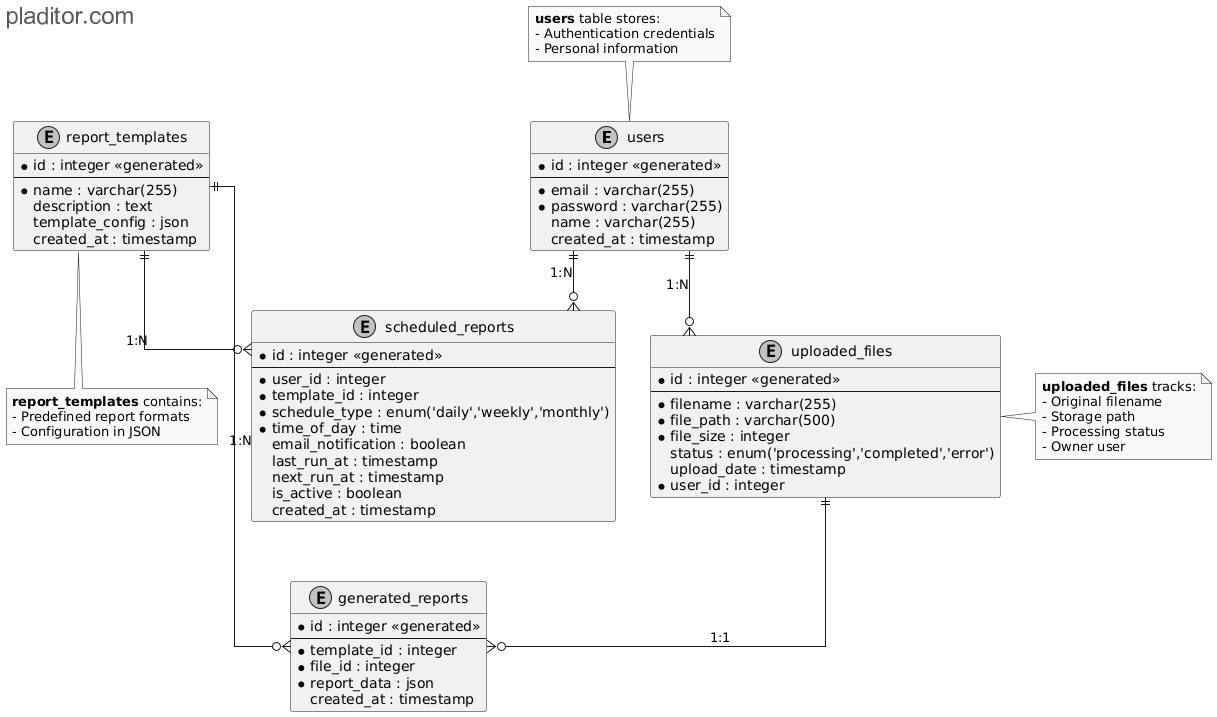 pladitor.com
users table stores:
- Authentication credentials
- Personal information
E report_templates
id : integer «generated»
name : varchar(255)
description : text
template_config : json
created_at : timestamp
E users
id : integer «generated»
email : varchar(255)
password : varchar(255)
name : varchar(255)
created_at : timestamp
1:N
1:N
1:N
E scheduled_reports
id : integer «generated»
user_id : integer
template_id : integer
schedule_type : enum('daily','weekly','monthly')
time_of_day : time
email_notification : boolean
last_run_at : timestamp
next_run_at : timestamp
is_active : boolean
created_at : timestamp
E uploaded_files
id : integer «generated»
filename : varchar(255)
file_path : varchar(500)
file_size : integer
status : enum('processing','completed','error')
upload_date : timestamp
user_id : integer
uploaded_files tracks:
- Original filename
- Storage path
- Processing status
- Owner user
report_templates contains:
- Predefined report formats
- Configuration in JSON
1:N
E generated_reports
id : integer «generated»
template_id : integer
file_id : integer
report_data : json
created_at : timestamp
1:1